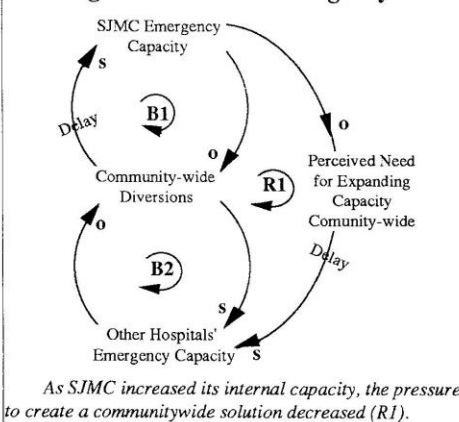 SJMC Emergency
Capacity
s
Delay
B1
o
o
Community-wide
Diversions
R1
Perceived Need
for Expanding
Capacity
Comunity-wide
o
B2
Delay
s
Other Hospitals'
Emergency Capacity
s
As SJMC increased its internal capacity, the pressure
to create a communitywide solution decreased (R1).